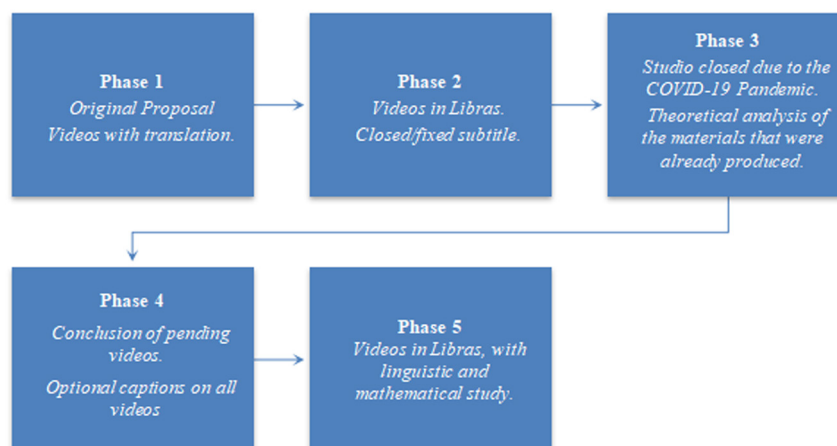 Phase 1
Original Proposal
Videos with translation.
Phase 2
Videos in Libras.
Closed/fixed subtitle.
Phase 3
Studio closed due to the
COVID-19 Pandemic.
Theoretical analysis of
the materials that were
already produced.
Phase 4
Conclusion of pending
videos.
Optional captions on all
videos
Phase 5
Videos in Libras, with
linguistic and
mathematical study.